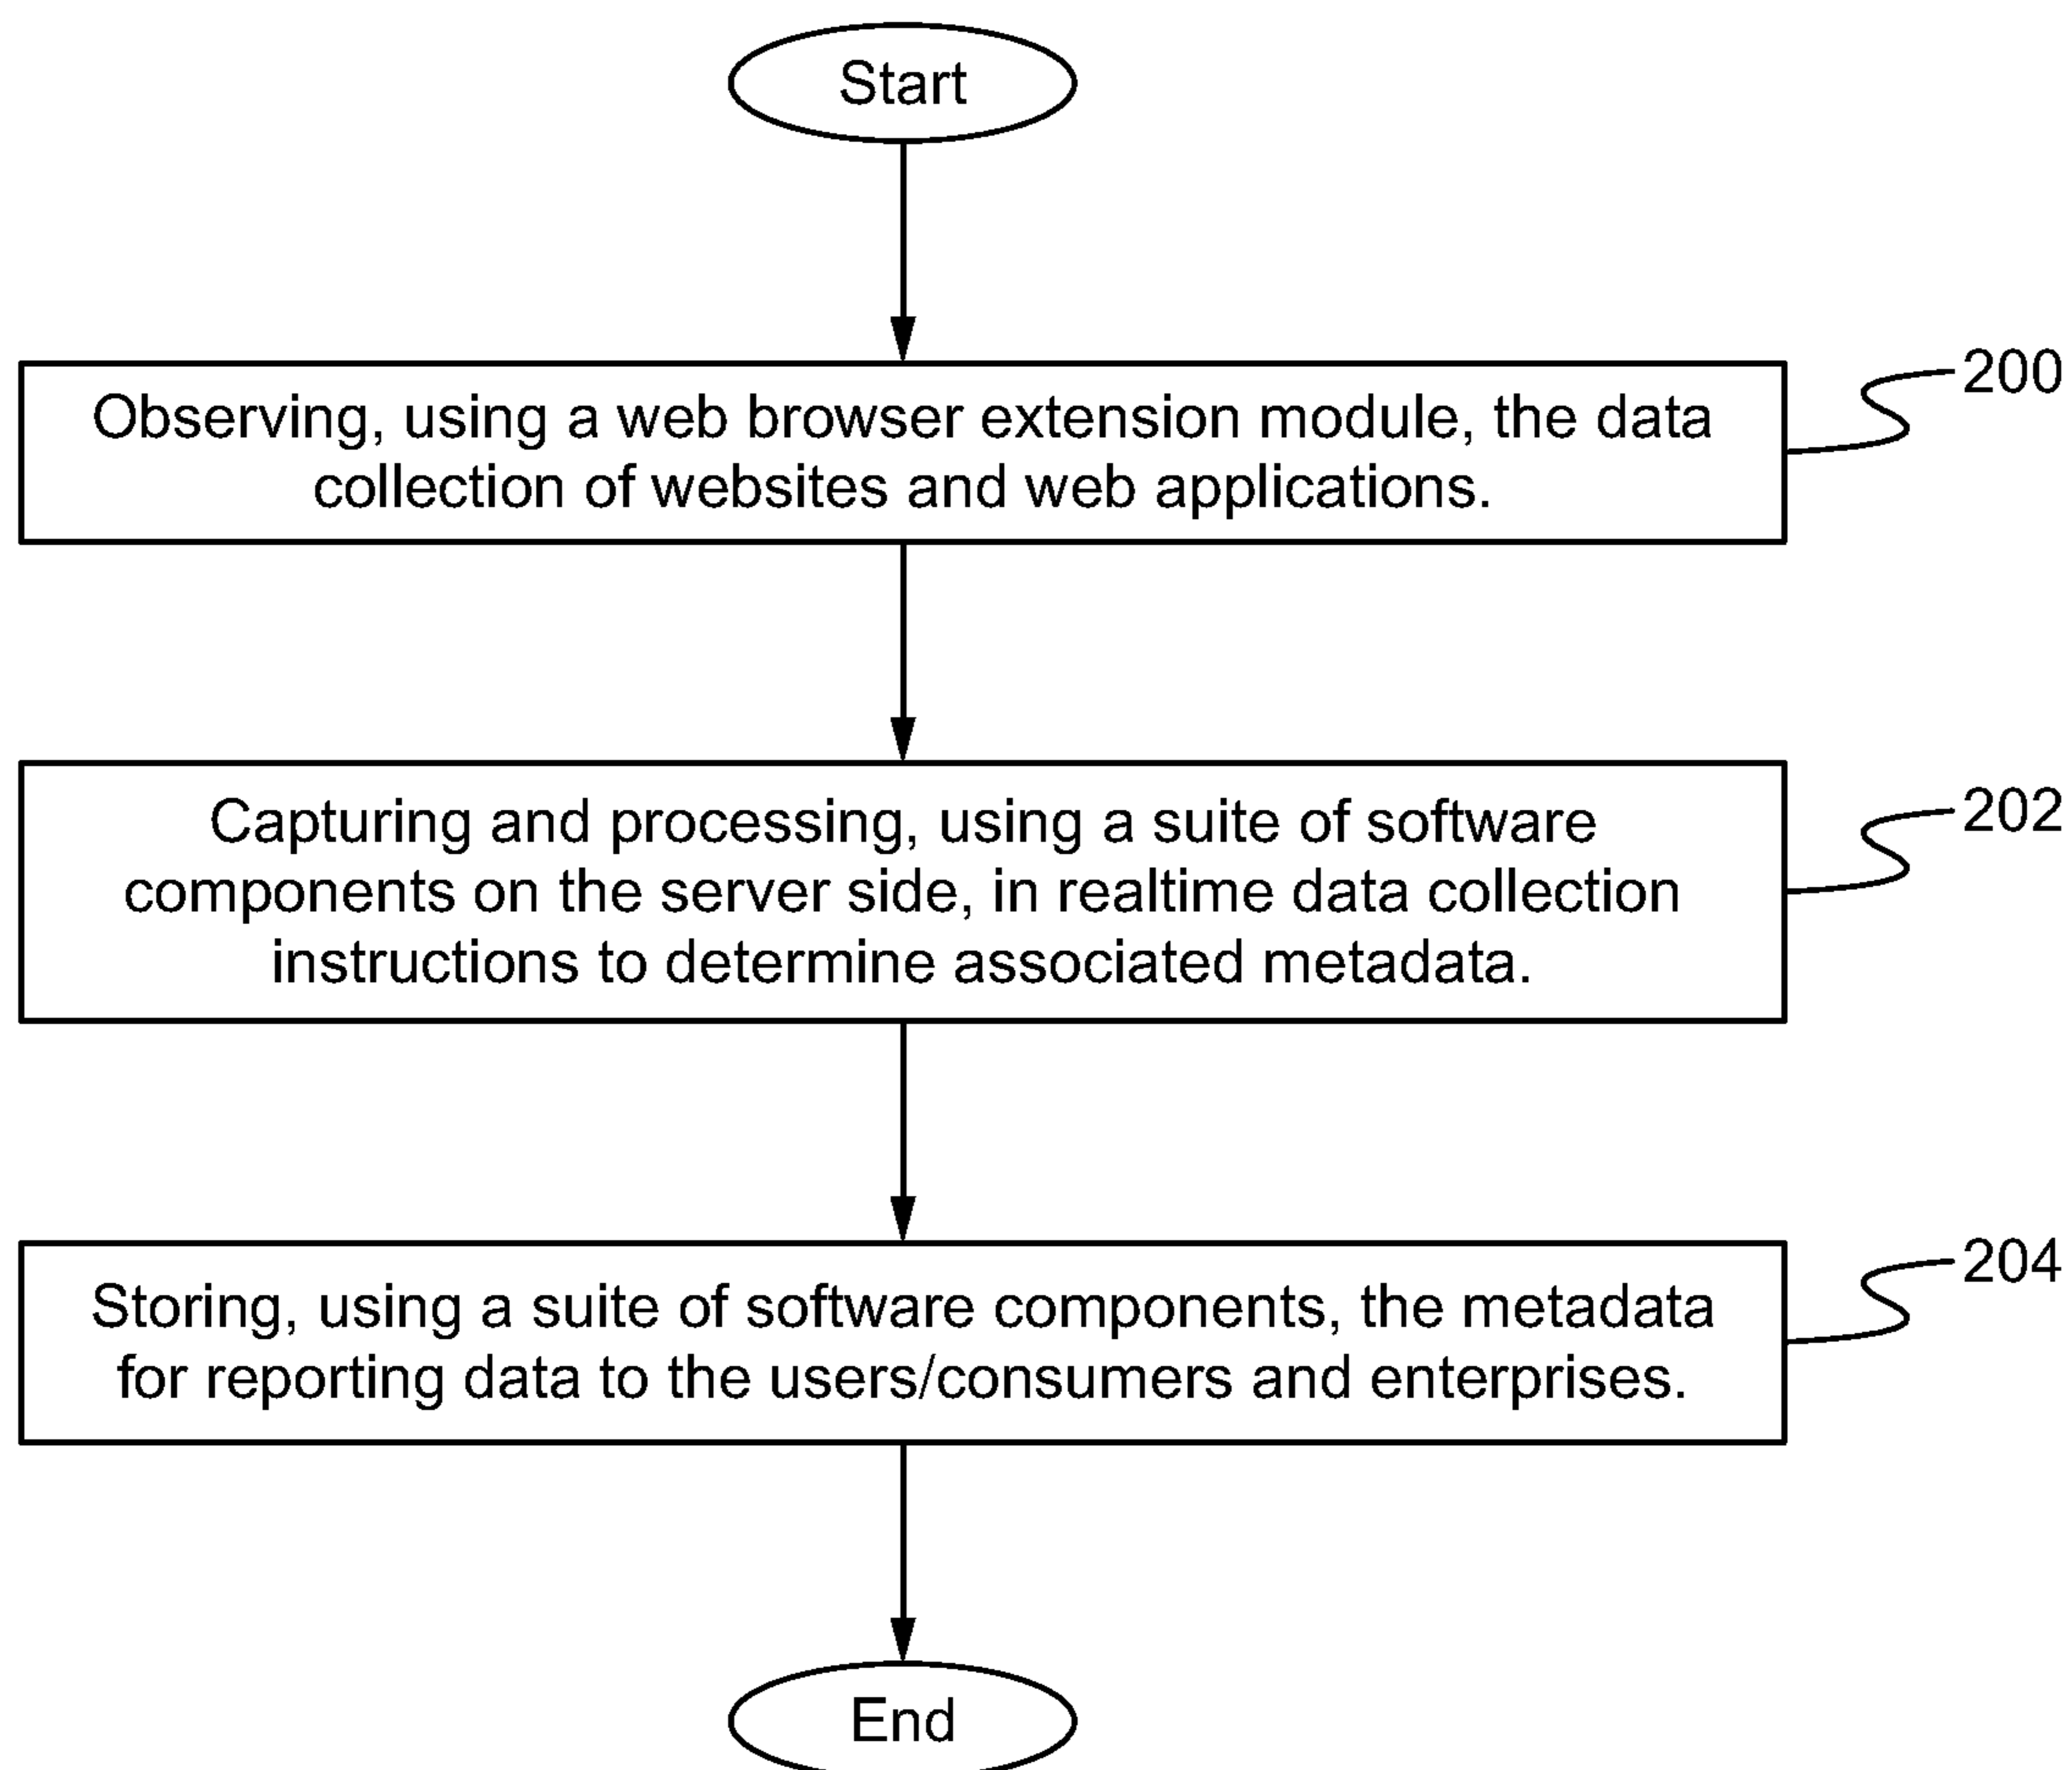 Start
200
Observing, using a web browser extension module, the data
collection of websites and web applications.
202
Capturing and processing, using a suite of software
components on the server side, in realtime data collection
instructions to determine associated metadata.
204
Storing, using a suite of software components, the metadata
for reporting data to the users/consumers and enterprises.
End